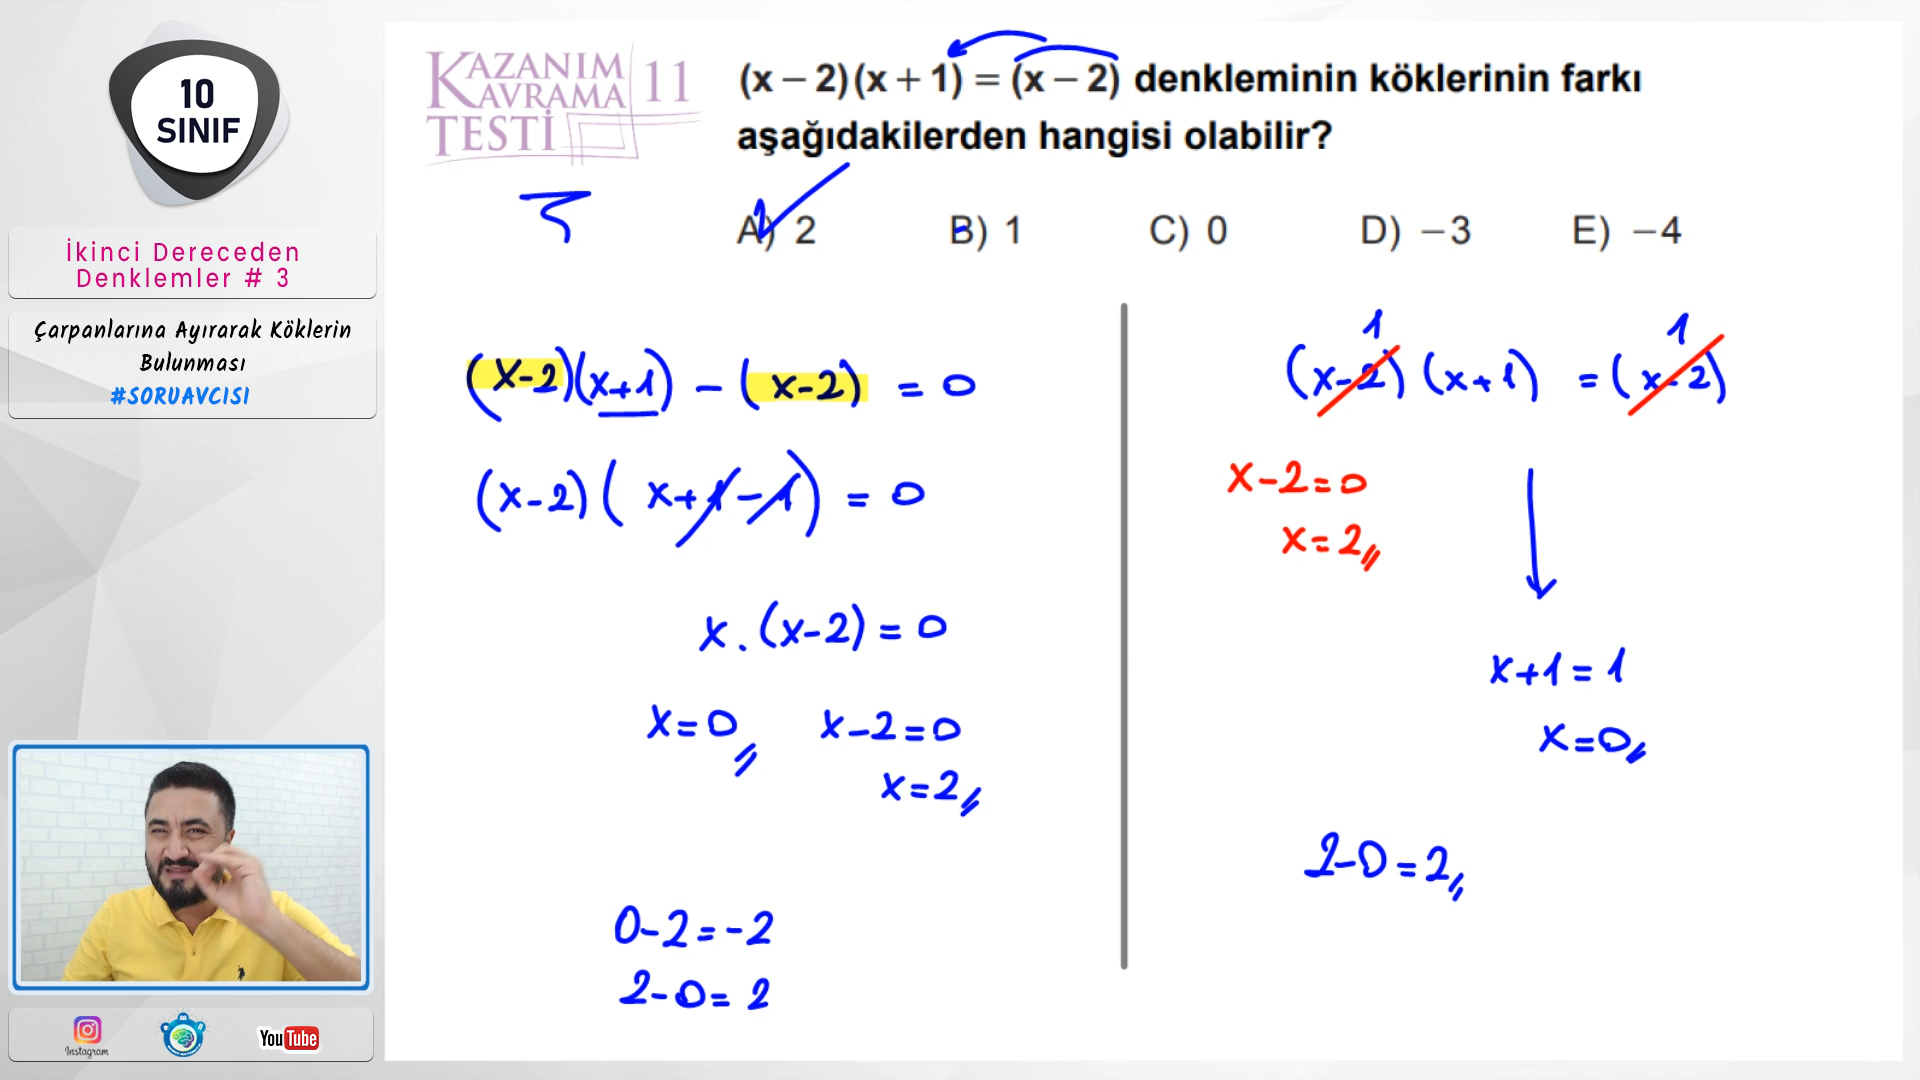 10
SINIF
İkinci Dereceden
Denklemler # 3
Çarpanlarına Ayırarak Köklerin
Bulunması
#SORUAVCISI
Instagram
YouTube
KAZANIM
KAVRAMA
TESTİ
11
(x − 2)(x + 1) = (x − 2) denkleminin köklerinin farkı
aşağıdakilerden hangisi olabilir?
A) 2 B) 1 C) 0 D) −3 E) −4
(x-2)(x+1) - (x-2) = 0
(x-2)(x+1-1) = 0
x.(x-2) = 0
x=0,, x-2=0
x=2,,
0-2=-2
2-0=2
1 1
(x-2)(x+1) = (x-2)
x-2=0
x=2,,
x+1=1
x=0,,
2-0=2,,